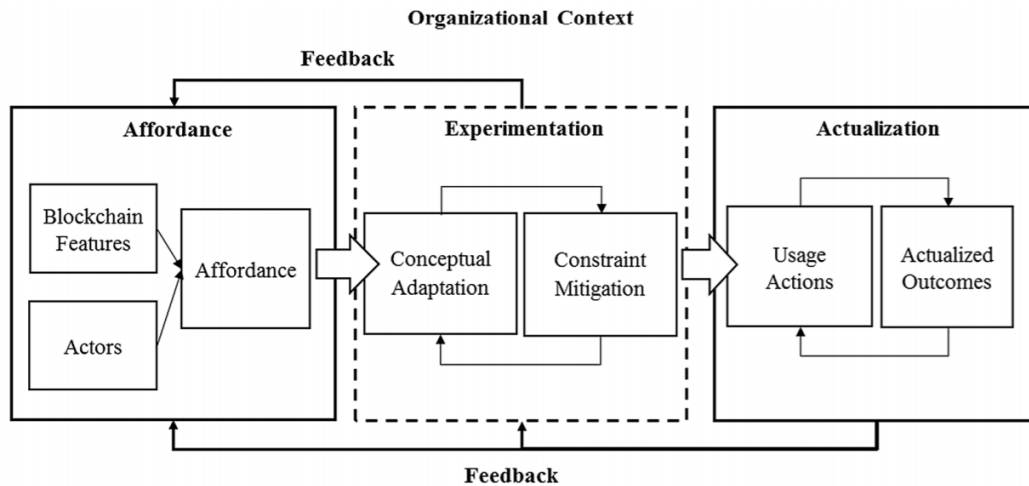 Organizational Context
Feedback
Affordance
Experimentation
Actualization
Blockchain
Features
Affordance
Actors
Conceptual
Adaptation
Constraint
Mitigation
Usage
Actions
Actualized
Outcomes
Feedback